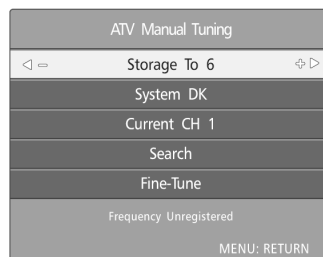 ATV Manual Tuning
Storage To 6
System DK
Current CH 1
Search
Fine-Tune
Frequency Unregistered
MENU: RETURN